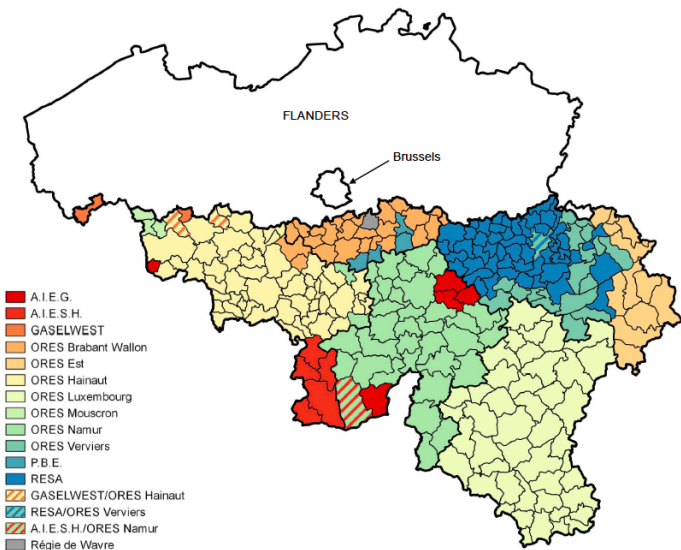 FLANDERS
Brussels
A.I.E.G.
A.I.E.S.H.
GASELWEST
ORES Brabant Wallon
ORES Est
ORES Hainaut
ORES Luxembourg
ORES Mouscron
ORES Namur
ORES Verviers
P.B.E.
RESA
GASELWEST/ORES Hainaut
RESA/ORES Verviers
A.I.E.S.H./ORES Namur
Régie de Wavre